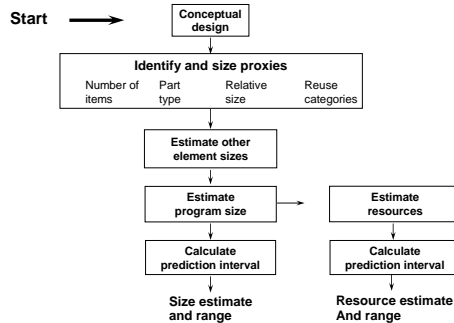 Start
Conceptual
design
Identify and size proxies
Number of items
Part type
Relative size
Reuse categories
Estimate other
element sizes
Estimate
program size
Estimate
resources
Calculate
prediction interval
Calculate
prediction interval
Size estimate
and range
Resource estimate
And range